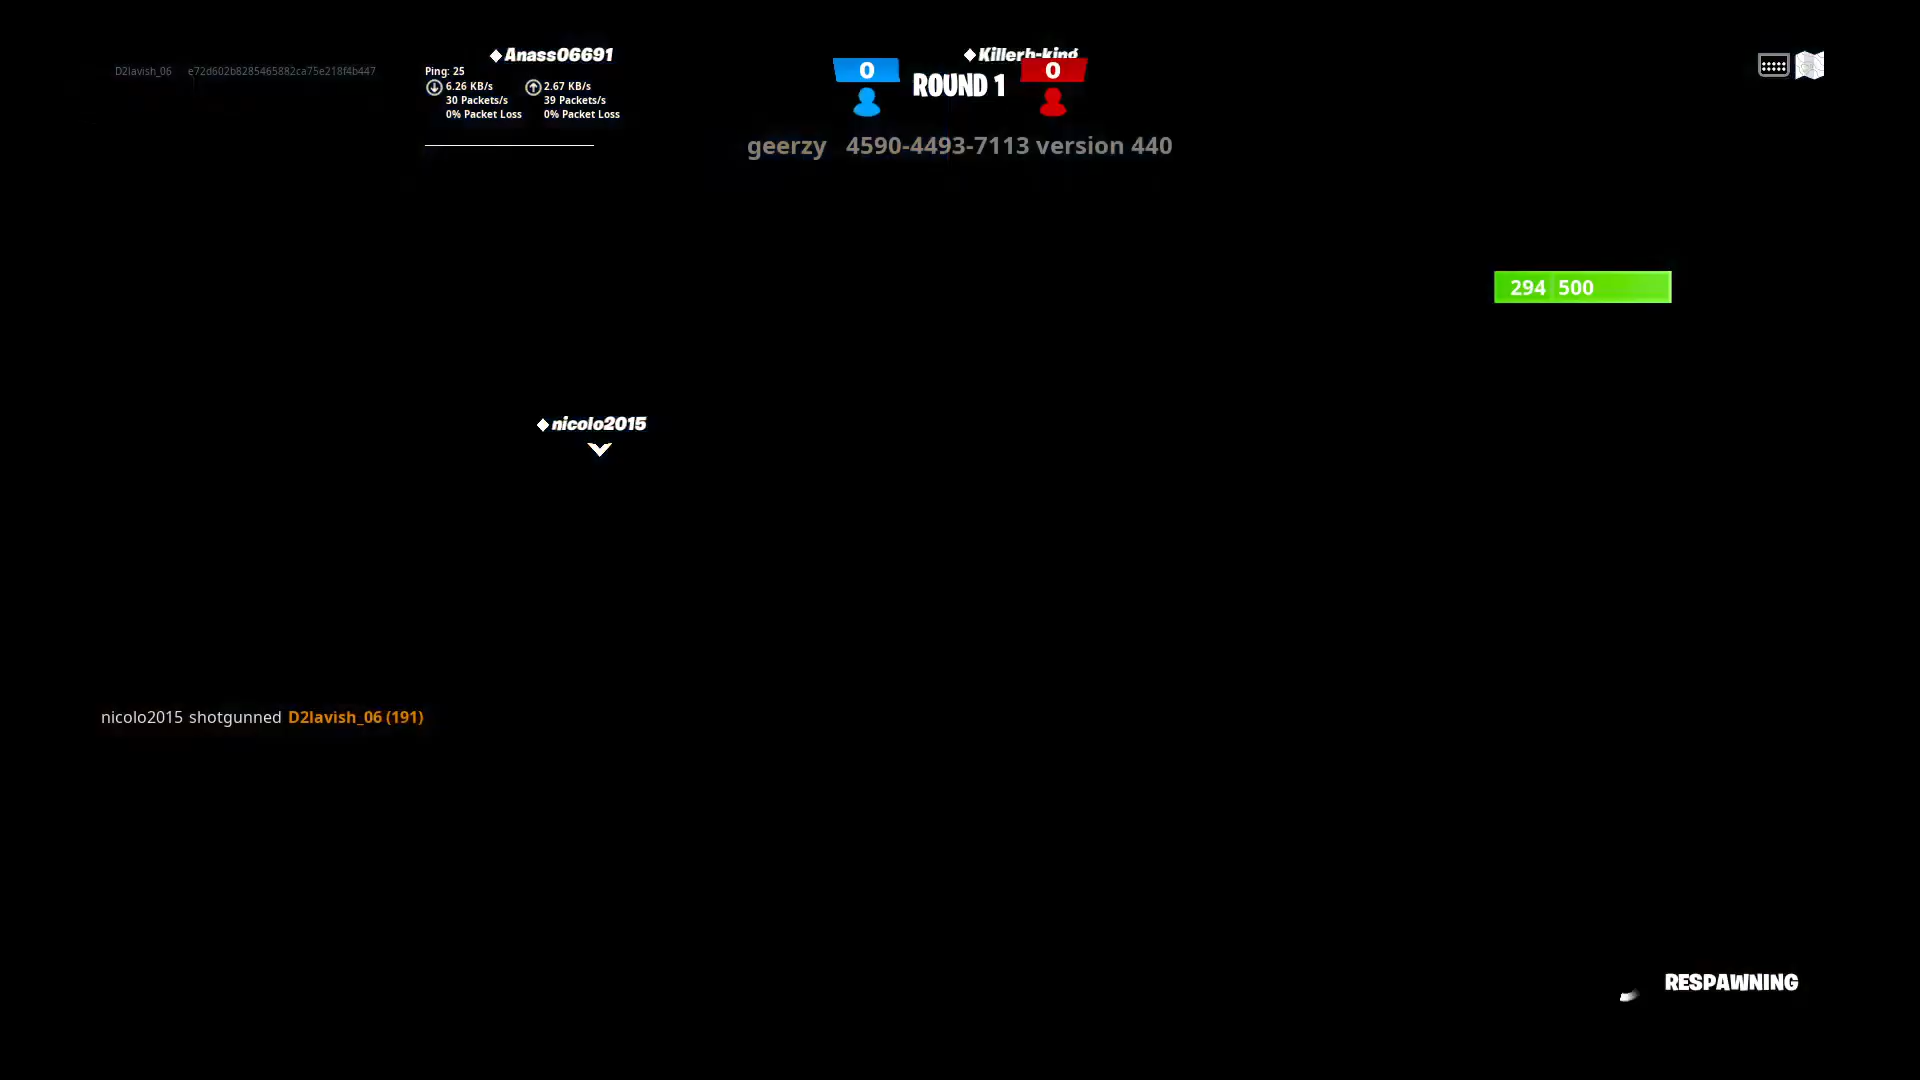 Anass06691
Killerh-king
D2lavish_06 e72d602b8285465882ca75e218f4b447
Ping: 25
6.26 KB/s 2.67 KB/s
30 Packets/s 39 Packets/s
0% Packet Loss 0% Packet Loss
0 ROUND 1 0
geerzy 4590-4493-7113 version 440
294 500
nicolo2015
nicolo2015 shotgunned D2lavish_06 (191)
RESPAWNING